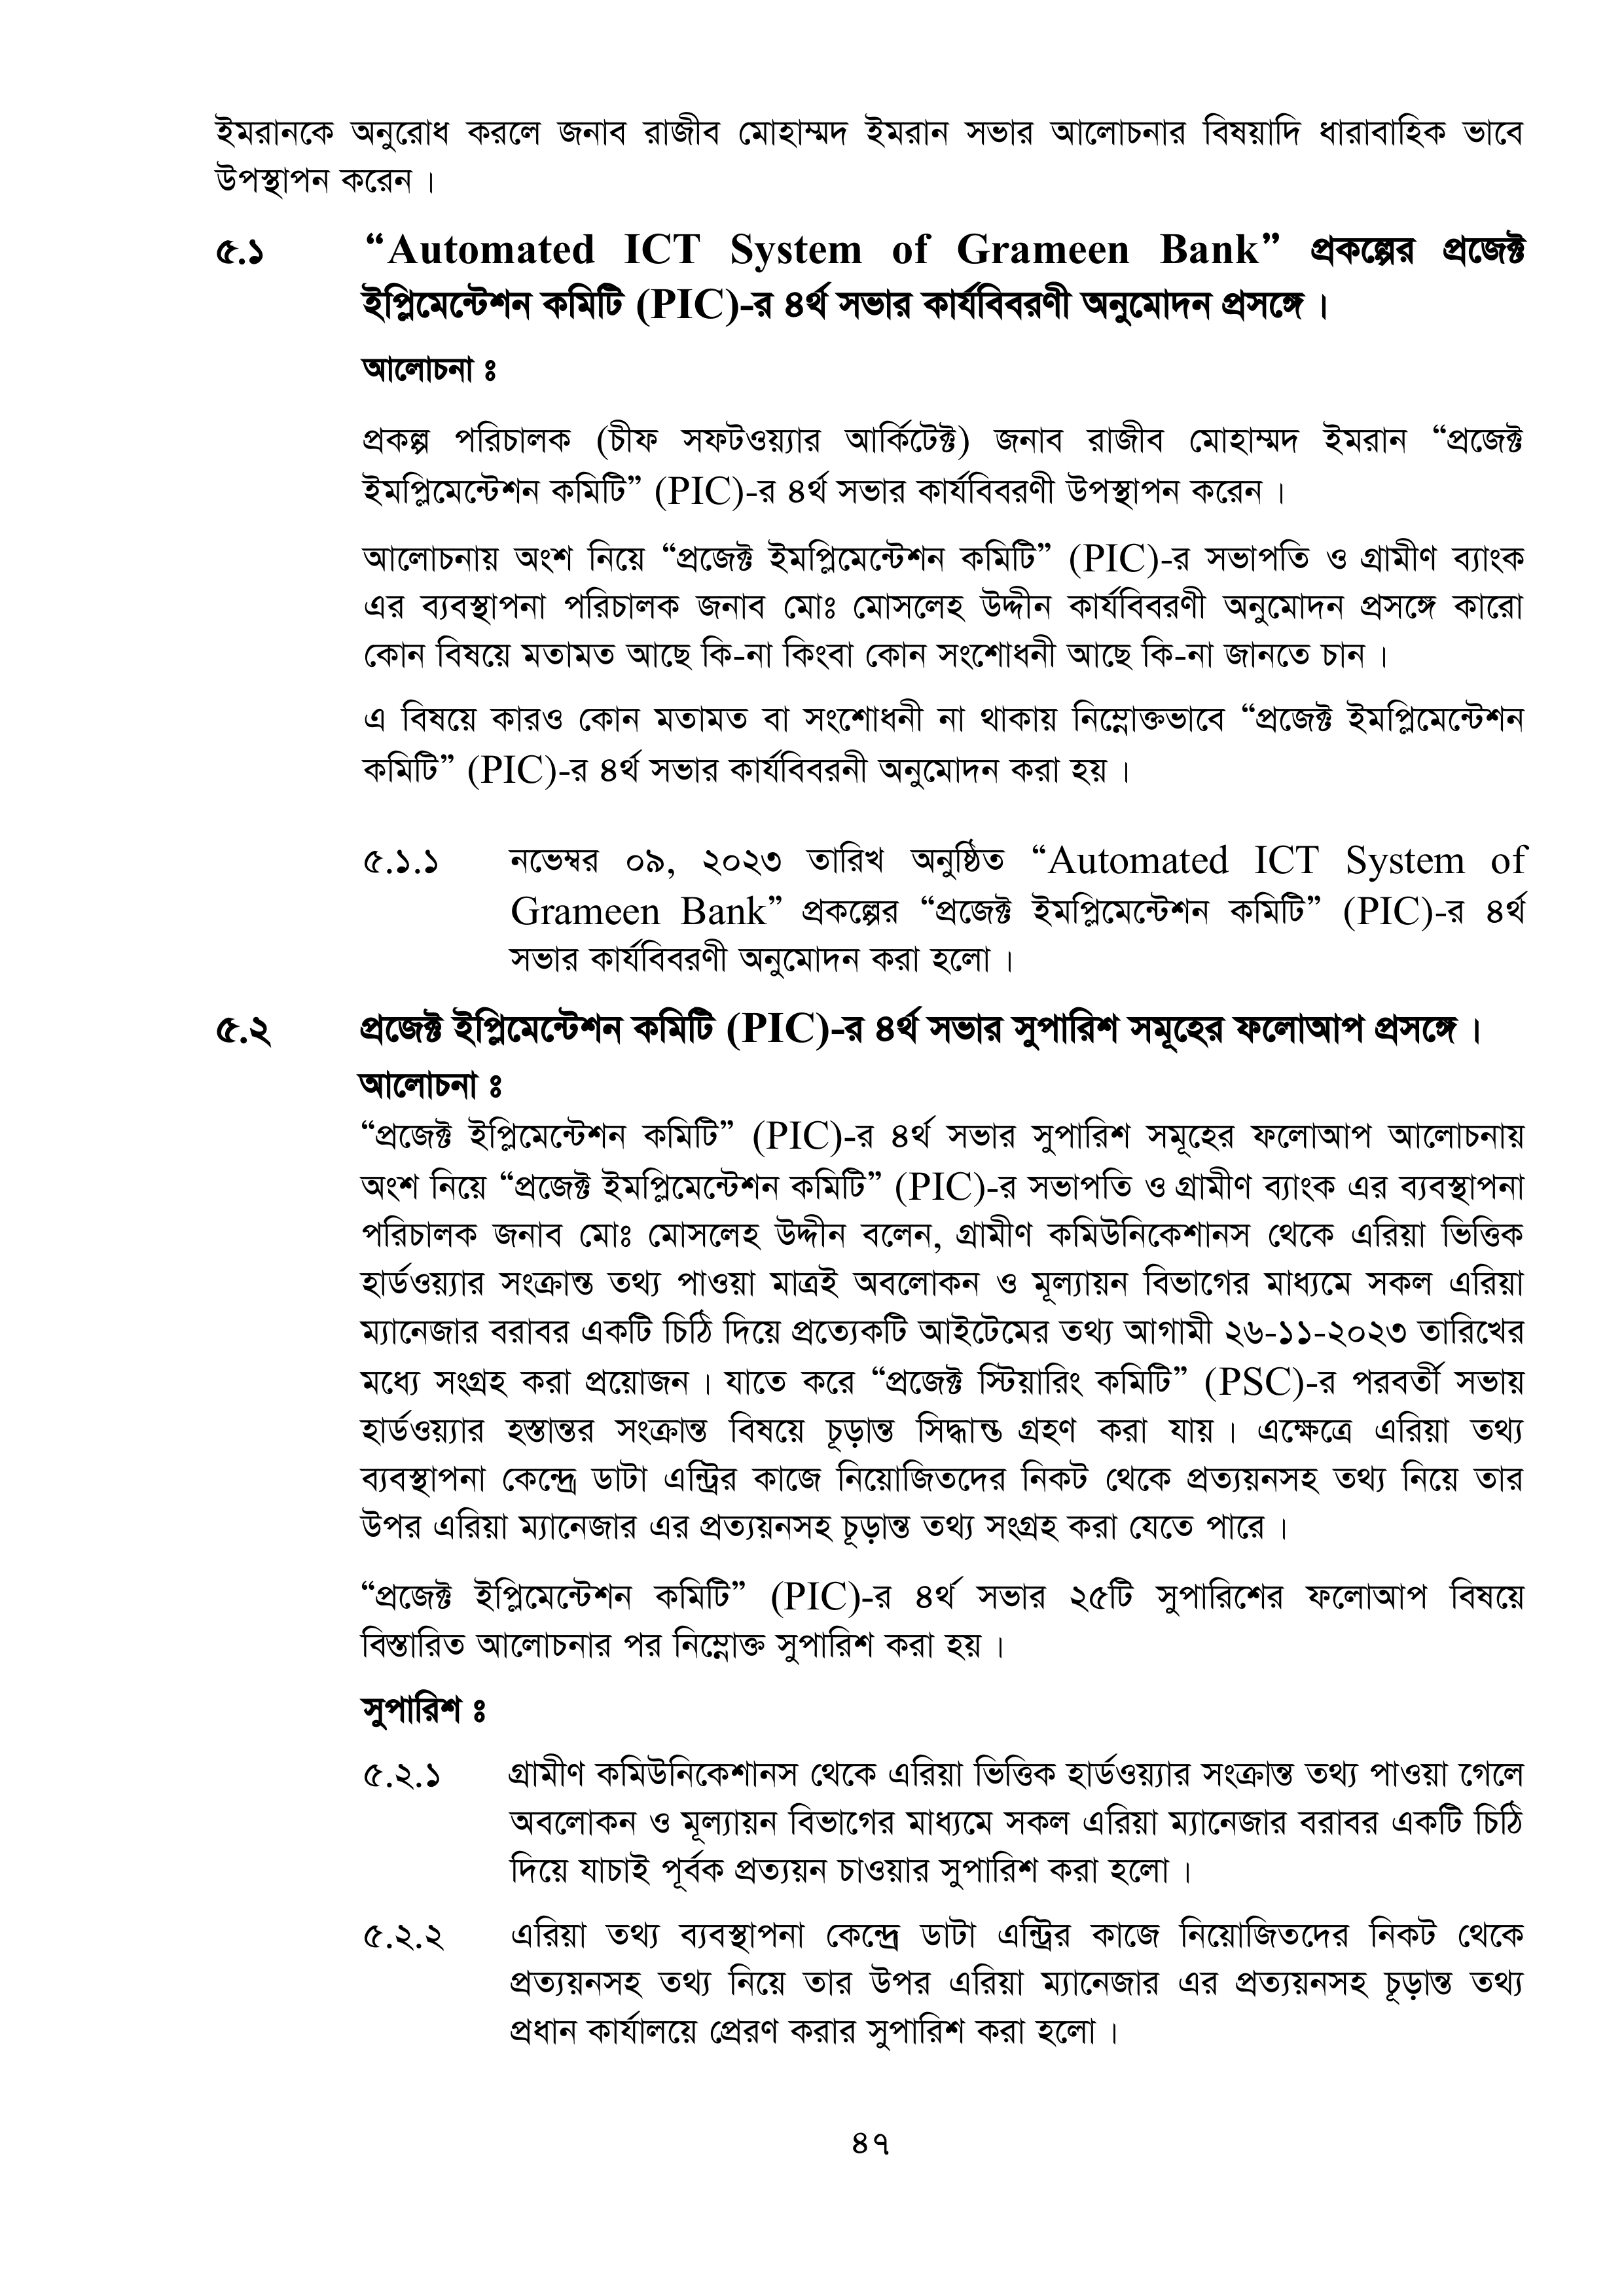 ইমরানকে অনুরোধ করলে জনাব রাজীব মোহাম্মদ ইমরান সভার আলোচনার বিষয়াদি ধারাবাহিক ভাবে
উপস্থাপন করেন।
৫.১ “Automated ICT System of Grameen Bank” প্রকল্পের প্রজেক্ট
ইপ্লিমেন্টেশন কমিটি (PIC)-র ৪র্থ সভার কার্যবিবরণী অনুমোদন প্রসঙ্গে।
আলোচনা ঃ
প্রকল্প পরিচালক (চীফ সফটওয়্যার আর্কিটেক্ট) জনাব রাজীব মোহাম্মদ ইমরান “প্রজেক্ট
ইমপ্লিমেন্টেশন কমিটি” (PIC)-র ৪র্থ সভার কার্যবিবরণী উপস্থাপন করেন।
আলোচনায় অংশ নিয়ে “প্রজেক্ট ইমপ্লিমেন্টেশন কমিটি” (PIC)-র সভাপতি ও গ্রামীণ ব্যাংক
এর ব্যবস্থাপনা পরিচালক জনাব মোঃ মোসলেহ উদ্দীন কার্যবিবরণী অনুমোদন প্রসঙ্গে কারো
কোন বিষয়ে মতামত আছে কি-না কিংবা কোন সংশোধনী আছে কি-না জানতে চান।
এ বিষয়ে কারও কোন মতামত বা সংশোধনী না থাকায় নিম্নোক্তভাবে “প্রজেক্ট ইমপ্লিমেন্টেশন
কমিটি” (PIC)-র ৪র্থ সভার কার্যবিবরনী অনুমোদন করা হয়।
৫.১.১ নভেম্বর ০৯, ২০২৩ তারিখ অনুষ্ঠিত “Automated ICT System of
Grameen Bank” প্রকল্পের “প্রজেক্ট ইমপ্লিমেন্টেশন কমিটি” (PIC)-র ৪র্থ
সভার কার্যবিবরণী অনুমোদন করা হলো।
৫.২ প্রজেক্ট ইপ্লিমেন্টেশন কমিটি (PIC)-র ৪র্থ সভার সুপারিশ সমূহের ফলোআপ প্রসঙ্গে।
আলোচনা ঃ
“প্রজেক্ট ইপ্লিমেন্টেশন কমিটি” (PIC)-র ৪র্থ সভার সুপারিশ সমূহের ফলোআপ আলোচনায়
অংশ নিয়ে “প্রজেক্ট ইমপ্লিমেন্টেশন কমিটি” (PIC)-র সভাপতি ও গ্রামীণ ব্যাংক এর ব্যবস্থাপনা
পরিচালক জনাব মোঃ মোসলেহ উদ্দীন বলেন, গ্রামীণ কমিউনিকেশানস থেকে এরিয়া ভিত্তিক
হার্ডওয়্যার সংক্রান্ত তথ্য পাওয়া মাত্রই অবলোকন ও মূল্যায়ন বিভাগের মাধ্যমে সকল এরিয়া
ম্যানেজার বরাবর একটি চিঠি দিয়ে প্রত্যেকটি আইটেমের তথ্য আগামী ২৬-১১-২০২৩ তারিখের
মধ্যে সংগ্রহ করা প্রয়োজন। যাতে করে “প্রজেক্ট স্টিয়ারিং কমিটি” (PSC)-র পরবর্তী সভায়
হার্ডওয়্যার হস্তান্তর সংক্রান্ত বিষয়ে চূড়ান্ত সিদ্ধান্ত গ্রহণ করা যায়। এক্ষেত্রে এরিয়া তথ্য
ব্যবস্থাপনা কেন্দ্রে ডাটা এন্ট্রির কাজে নিয়োজিতদের নিকট থেকে প্রত্যয়নসহ তথ্য নিয়ে তার
উপর এরিয়া ম্যানেজার এর প্রত্যয়নসহ চূড়ান্ত তথ্য সংগ্রহ করা যেতে পারে।
“প্রজেক্ট ইপ্লিমেন্টেশন কমিটি” (PIC)-র ৪র্থ সভার ২৫টি সুপারিশের ফলোআপ বিষয়ে
বিস্তারিত আলোচনার পর নিম্নোক্ত সুপারিশ করা হয়।
সুপারিশ ঃ
৫.২.১ গ্রামীণ কমিউনিকেশানস থেকে এরিয়া ভিত্তিক হার্ডওয়্যার সংক্রান্ত তথ্য পাওয়া গেলে
অবলোকন ও মূল্যায়ন বিভাগের মাধ্যমে সকল এরিয়া ম্যানেজার বরাবর একটি চিঠি
দিয়ে যাচাই পূর্বক প্রত্যয়ন চাওয়ার সুপারিশ করা হলো।
৫.২.২ এরিয়া তথ্য ব্যবস্থাপনা কেন্দ্রে ডাটা এন্ট্রির কাজে নিয়োজিতদের নিকট থেকে
প্রত্যয়নসহ তথ্য নিয়ে তার উপর এরিয়া ম্যানেজার এর প্রত্যয়নসহ চূড়ান্ত তথ্য
প্রধান কার্যালয়ে প্রেরণ করার সুপারিশ করা হলো।
৪৭